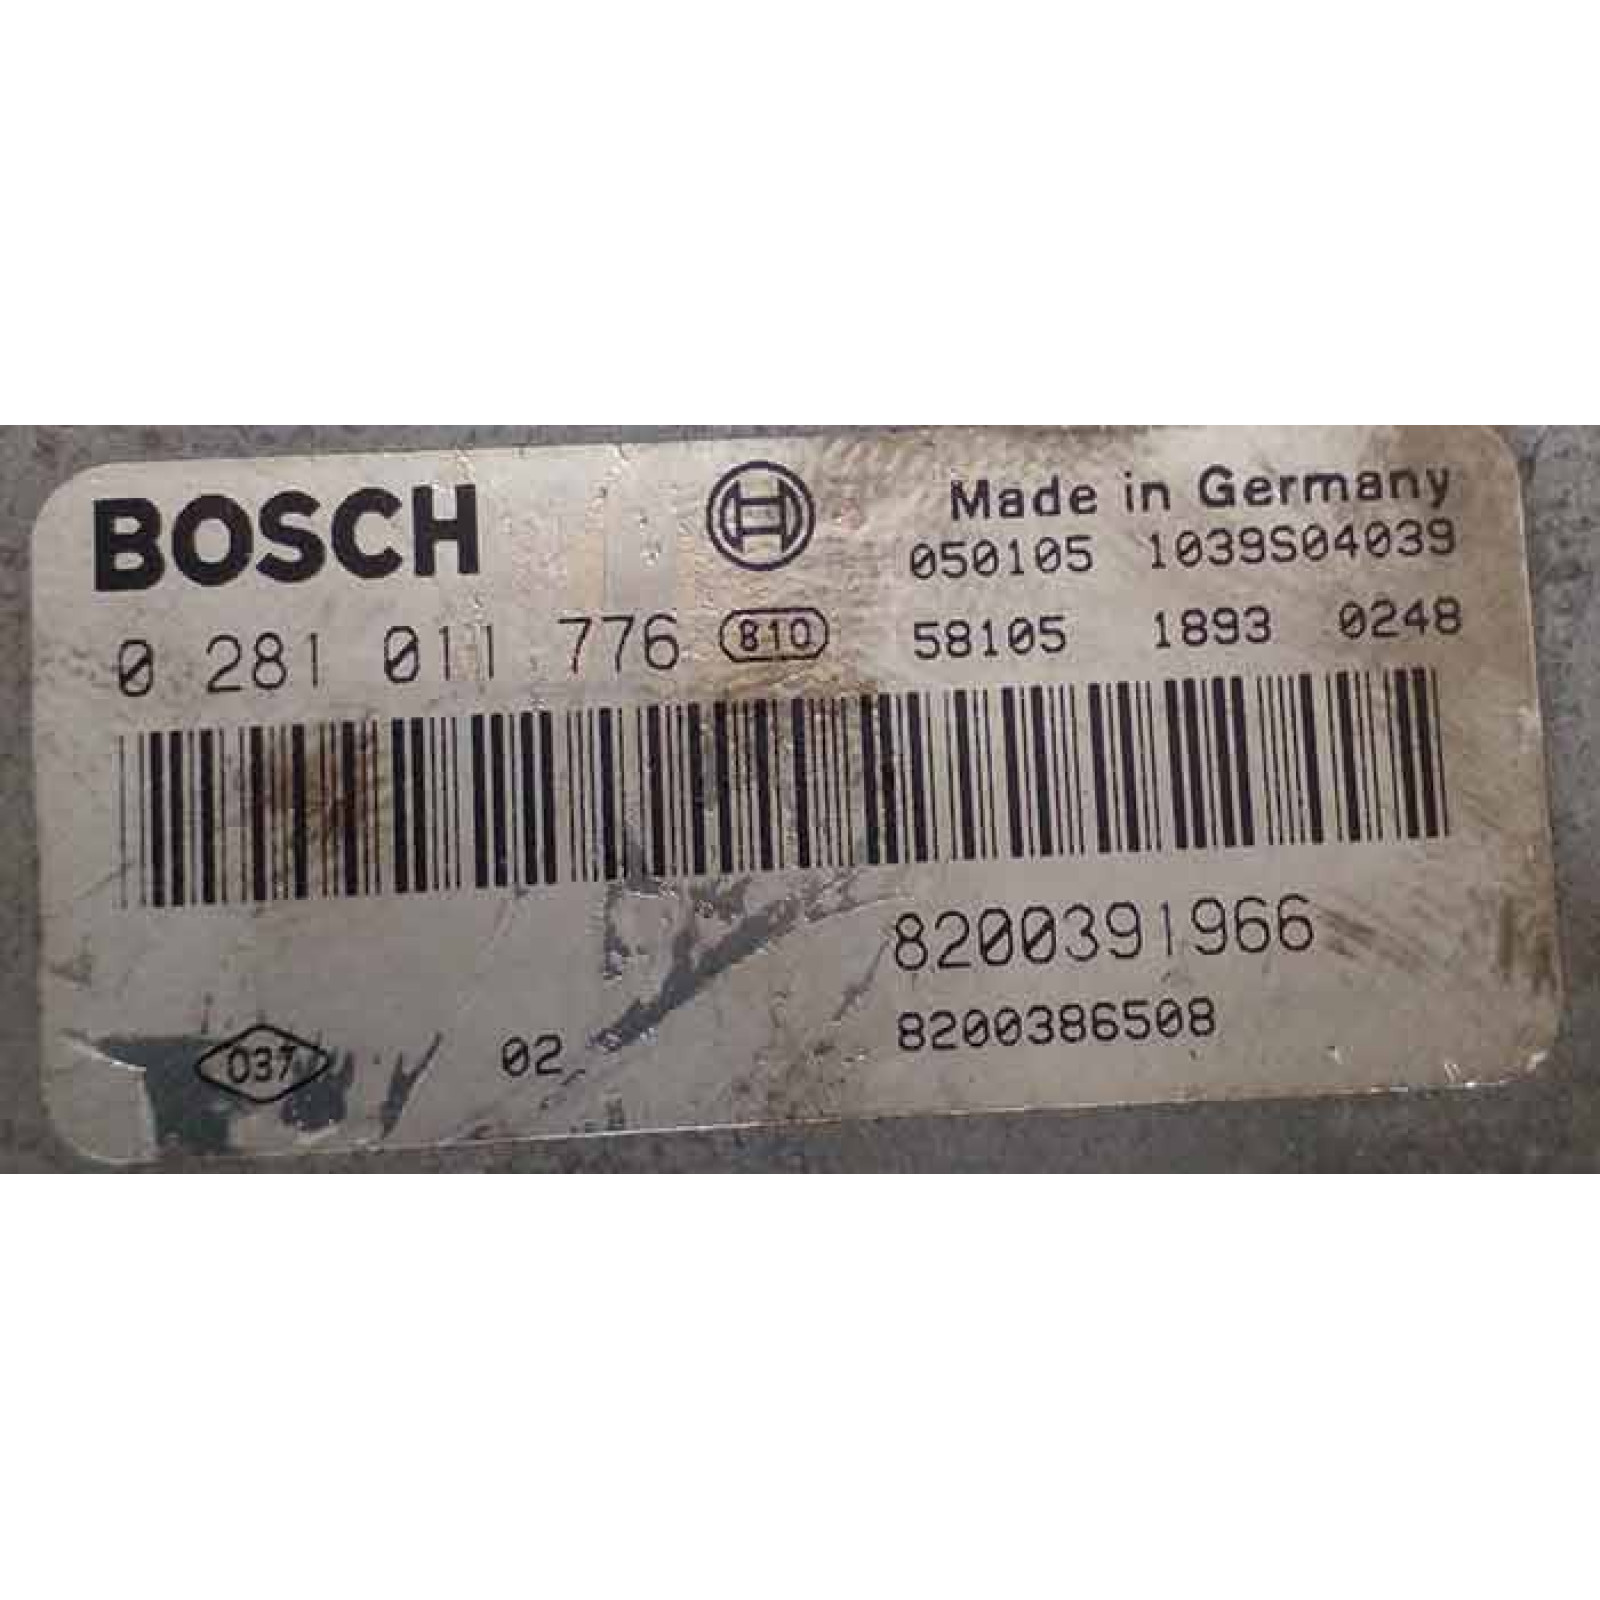 BOSCH
Made in Germany
050105 1039S04039
0 281 011 776 810 58105 1893 0248
8200391966
037 02 8200386508